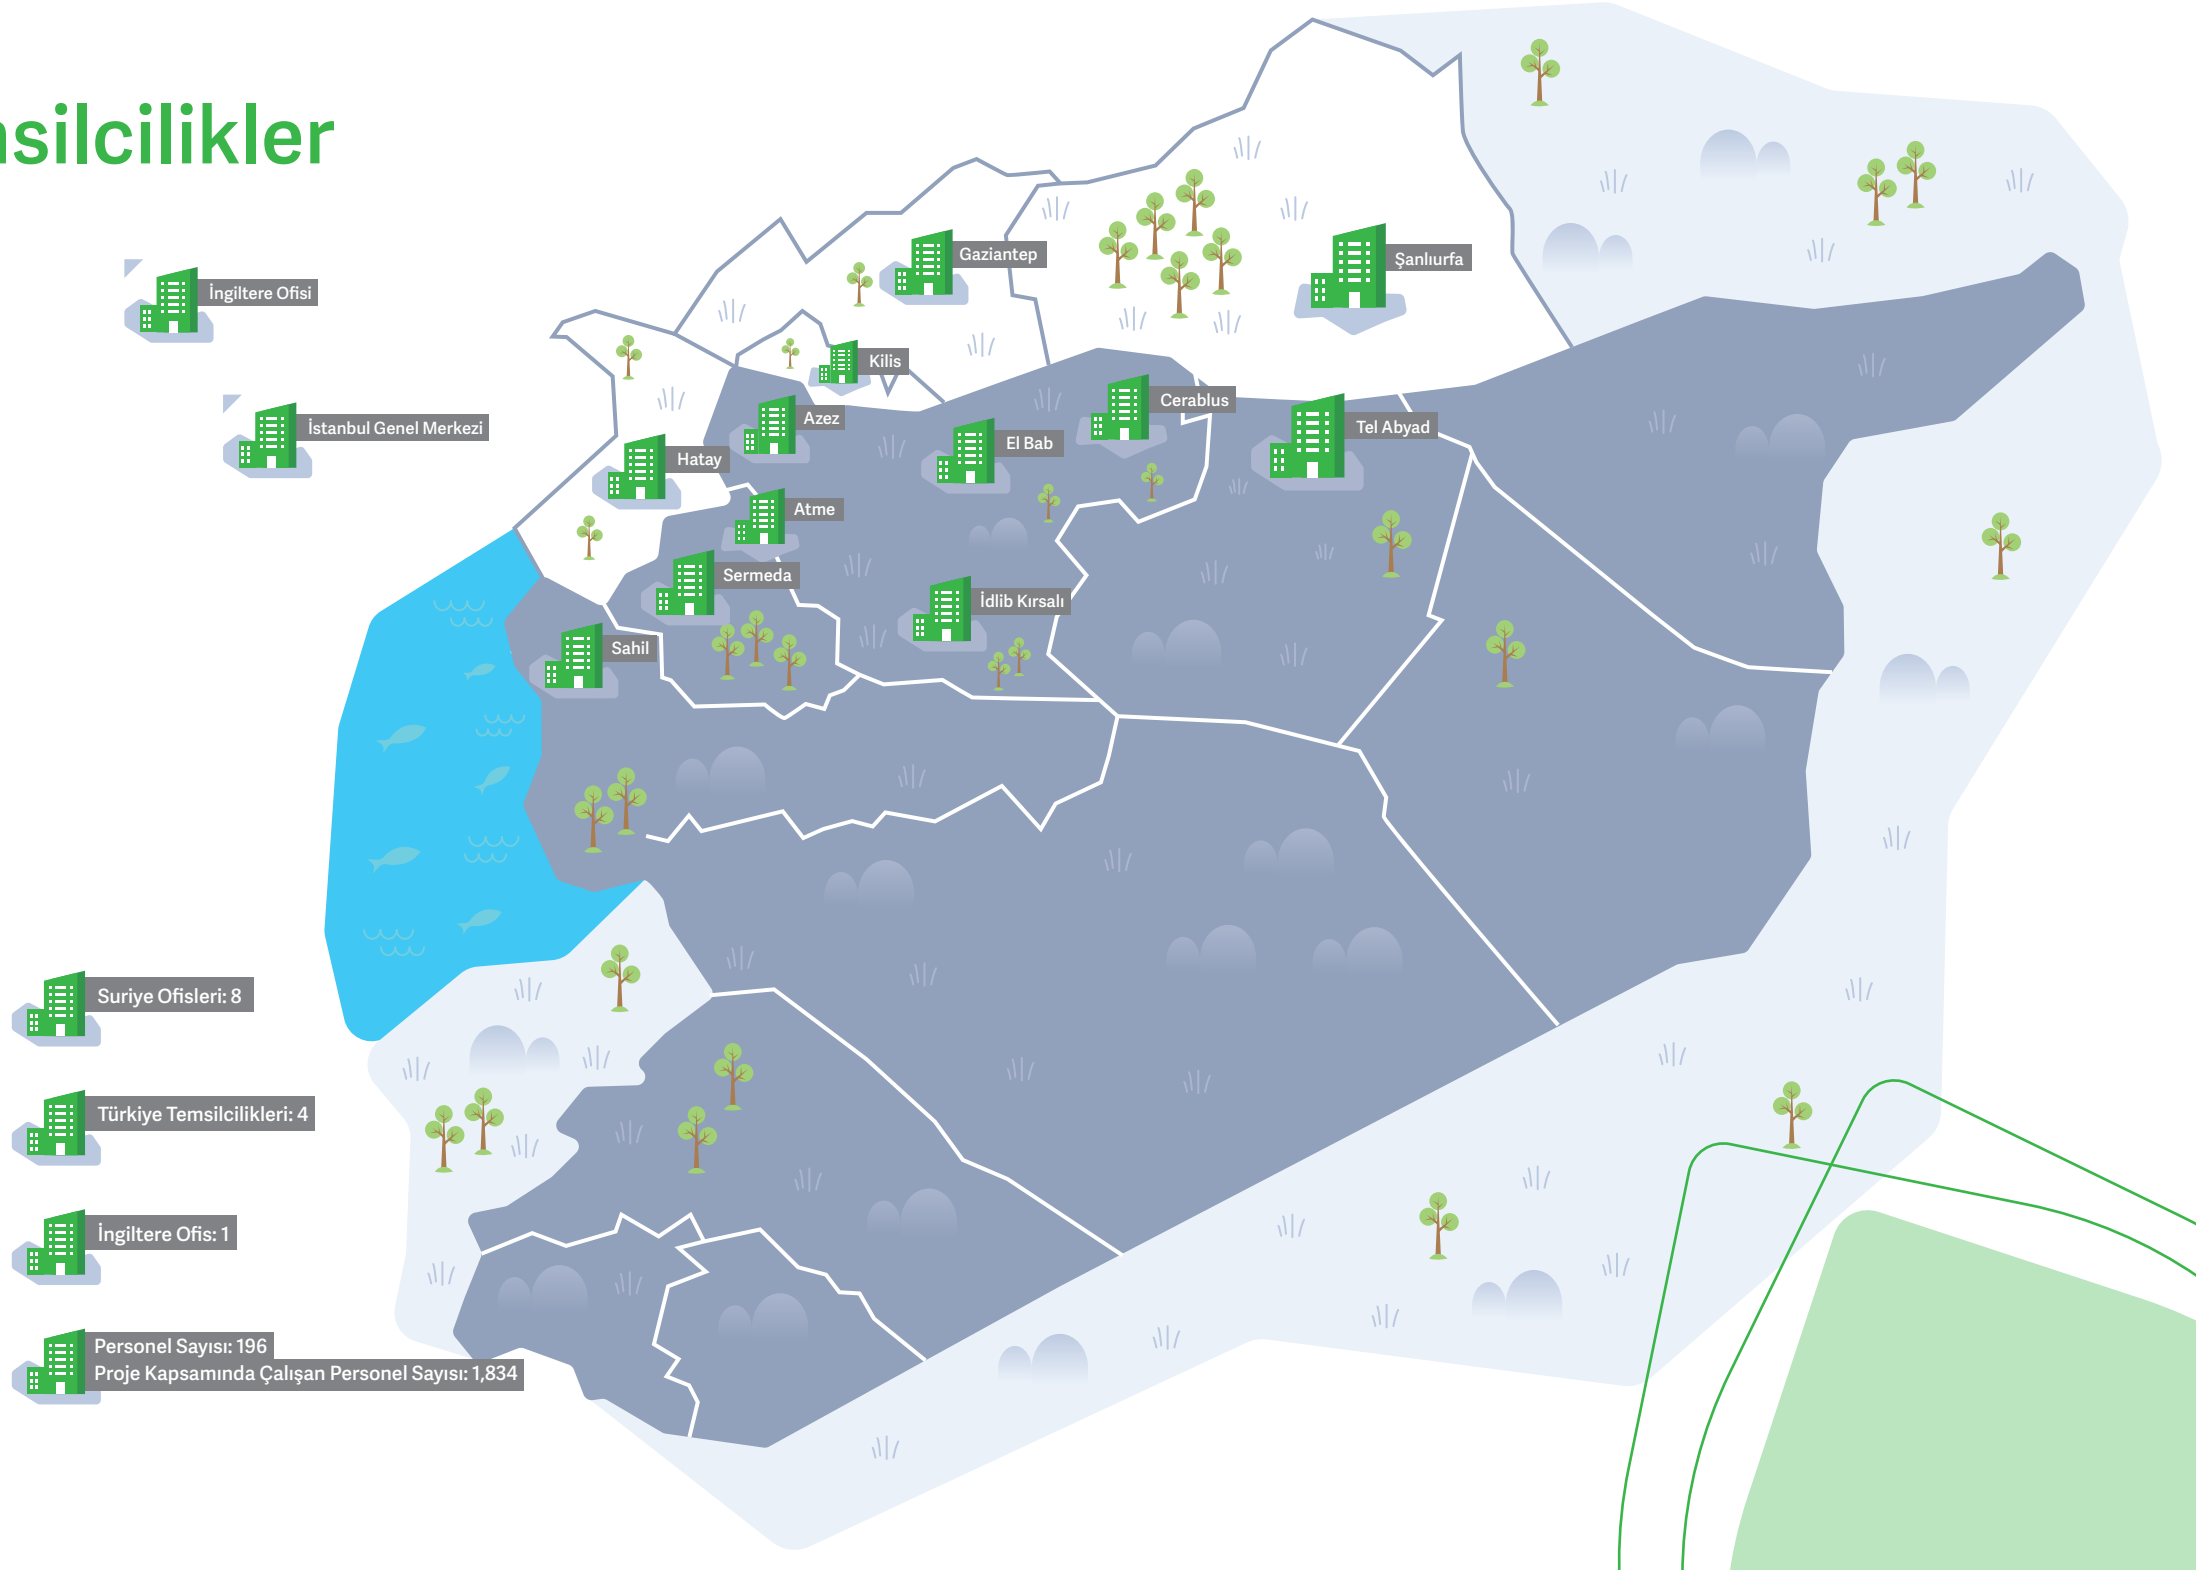 silcilikler
Gaziantep
Şanlıurfa
İngiltere Ofisi
Kilis
Cerablus
Azez
Tel Abyad
İstanbul Genel Merkezi
El Bab
Hatay
Atme
Sermeda
İdlib Kırsalı
Sahil
Suriye Ofisleri: 8
Türkiye Temsilcilikleri: 4
İngiltere Ofis: 1
Personel Sayısı: 196
Proje Kapsamında Çalışan Personel Sayısı: 1,834